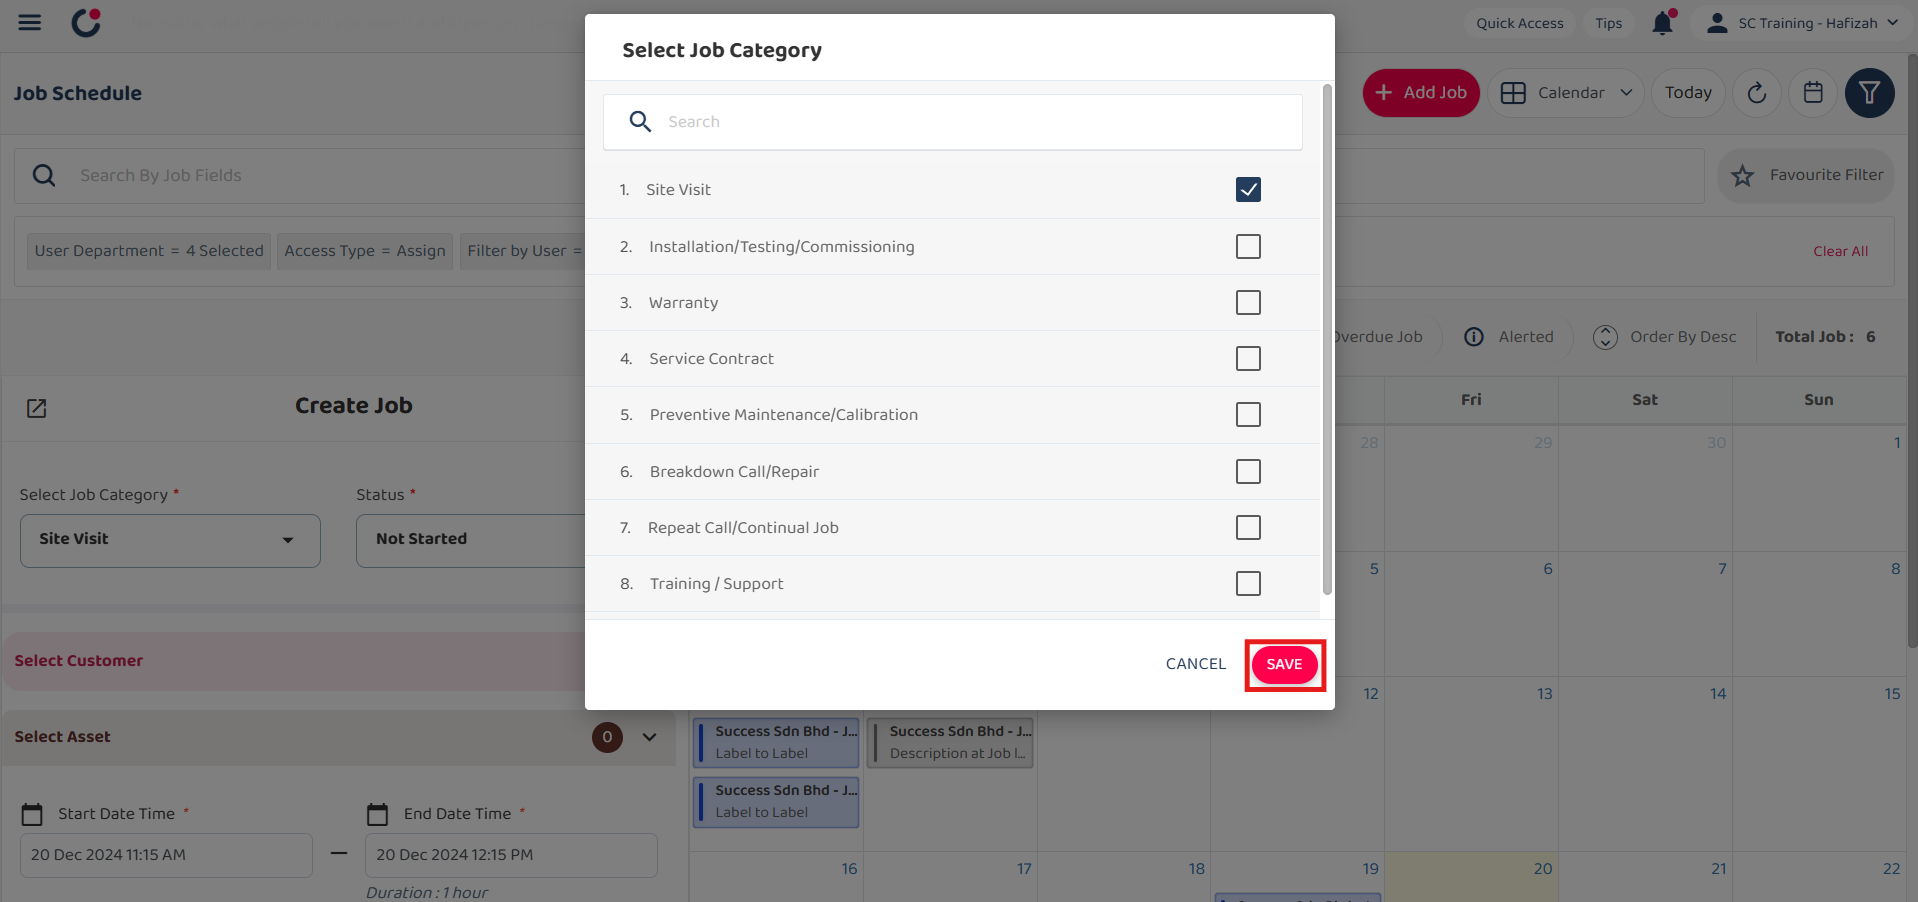 Quick Access
Tips
SC Training - Hafizah
Job Schedule
+ Add Job
Calendar
Today
Search By Job Fields
Favourite Filter
User Department = 4 Selected
Access Type = Assign
Filter by User =
Clear All
Overdue Job
Alerted
Order By Desc
Total Job : 6
Select Job Category
Search
1. Site Visit
2. Installation/Testing/Commissioning
3. Warranty
4. Service Contract
5. Preventive Maintenance/Calibration
6. Breakdown Call/Repair
7. Repeat Call/Continual Job
8. Training / Support
CANCEL
SAVE
Create Job
Select Job Category *
Status *
Site Visit
Not Started
Select Customer
Select Asset
0
Start Date Time *
End Date Time *
20 Dec 2024 11:15 AM
—
20 Dec 2024 12:15 PM
Duration : 1 hour
Fri
Sat
Sun
28
29
30
1
5
6
7
8
12
13
14
15
Success Sdn Bhd - J...
Label to Label
Success Sdn Bhd - J...
Description at Job l...
Success Sdn Bhd - J...
Label to Label
16
17
18
19
20
21
22